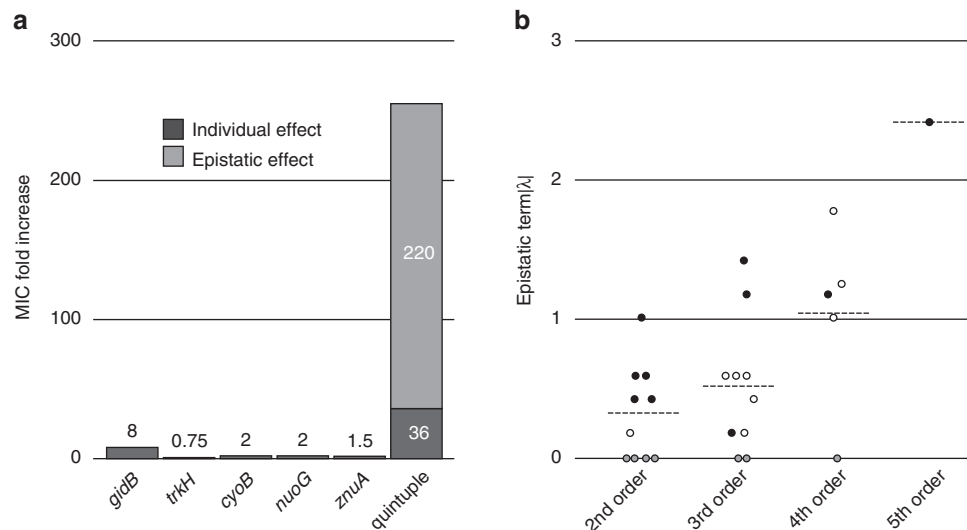 a
300
200
100
0
MIC fold increase
Individual effect
Epistatic effect
8
0.75
2
2
1.5
220
36
gidB
trkH
cyoB
nuoG
znuA
quintuple
b
3
2
1
0
Epistatic term|λ|
2nd order
3rd order
4th order
5th order